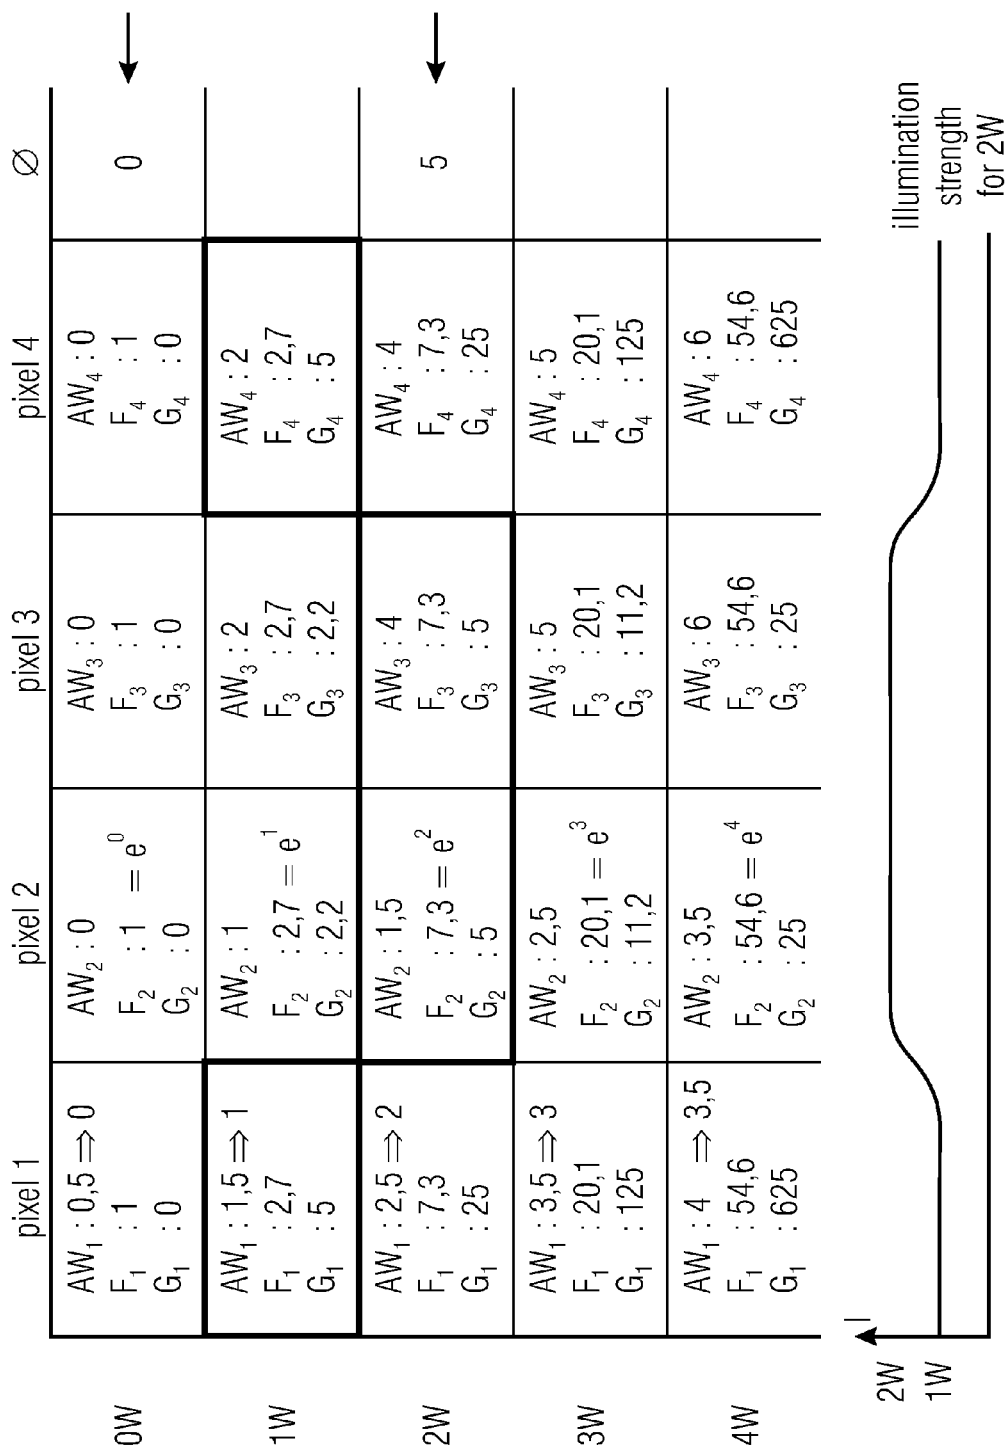 pixel 1 pixel 2 pixel 3 pixel 4 ∅
0W
AW₁ : 0,5 ⇒ 0
F₁ : 1
G₁ : 0
AW₂ : 0
F₂ : 1 = e⁰
G₂ : 0
AW₃ : 0
F₃ : 1
G₃ : 0
AW₄ : 0
F₄ : 1
G₄ : 0
0
1W
AW₁ : 1,5 ⇒ 1
F₁ : 2,7
G₁ : 5
AW₂ : 1
F₂ : 2,7 = e¹
G₂ : 2,2
AW₃ : 2
F₃ : 2,7
G₃ : 2,2
AW₄ : 2
F₄ : 2,7
G₄ : 5
2W
AW₁ : 2,5 ⇒ 2
F₁ : 7,3
G₁ : 25
AW₂ : 1,5
F₂ : 7,3 = e²
G₂ : 5
AW₃ : 4
F₃ : 7,3
G₃ : 5
AW₄ : 4
F₄ : 7,3
G₄ : 25
5
3W
AW₁ : 3,5 ⇒ 3
F₁ : 20,1
G₁ : 125
AW₂ : 2,5
F₂ : 20,1 = e³
G₂ : 11,2
AW₃ : 5
F₃ : 20,1
G₃ : 11,2
AW₄ : 5
F₄ : 20,1
G₄ : 125
4W
AW₁ : 4 ⇒ 3,5
F₁ : 54,6
G₁ : 625
AW₂ : 3,5
F₂ : 54,6 = e⁴
G₂ : 25
AW₃ : 6
F₃ : 54,6
G₃ : 25
AW₄ : 6
F₄ : 54,6
G₄ : 625
I
2W
1W
illumination
strength
for 2W